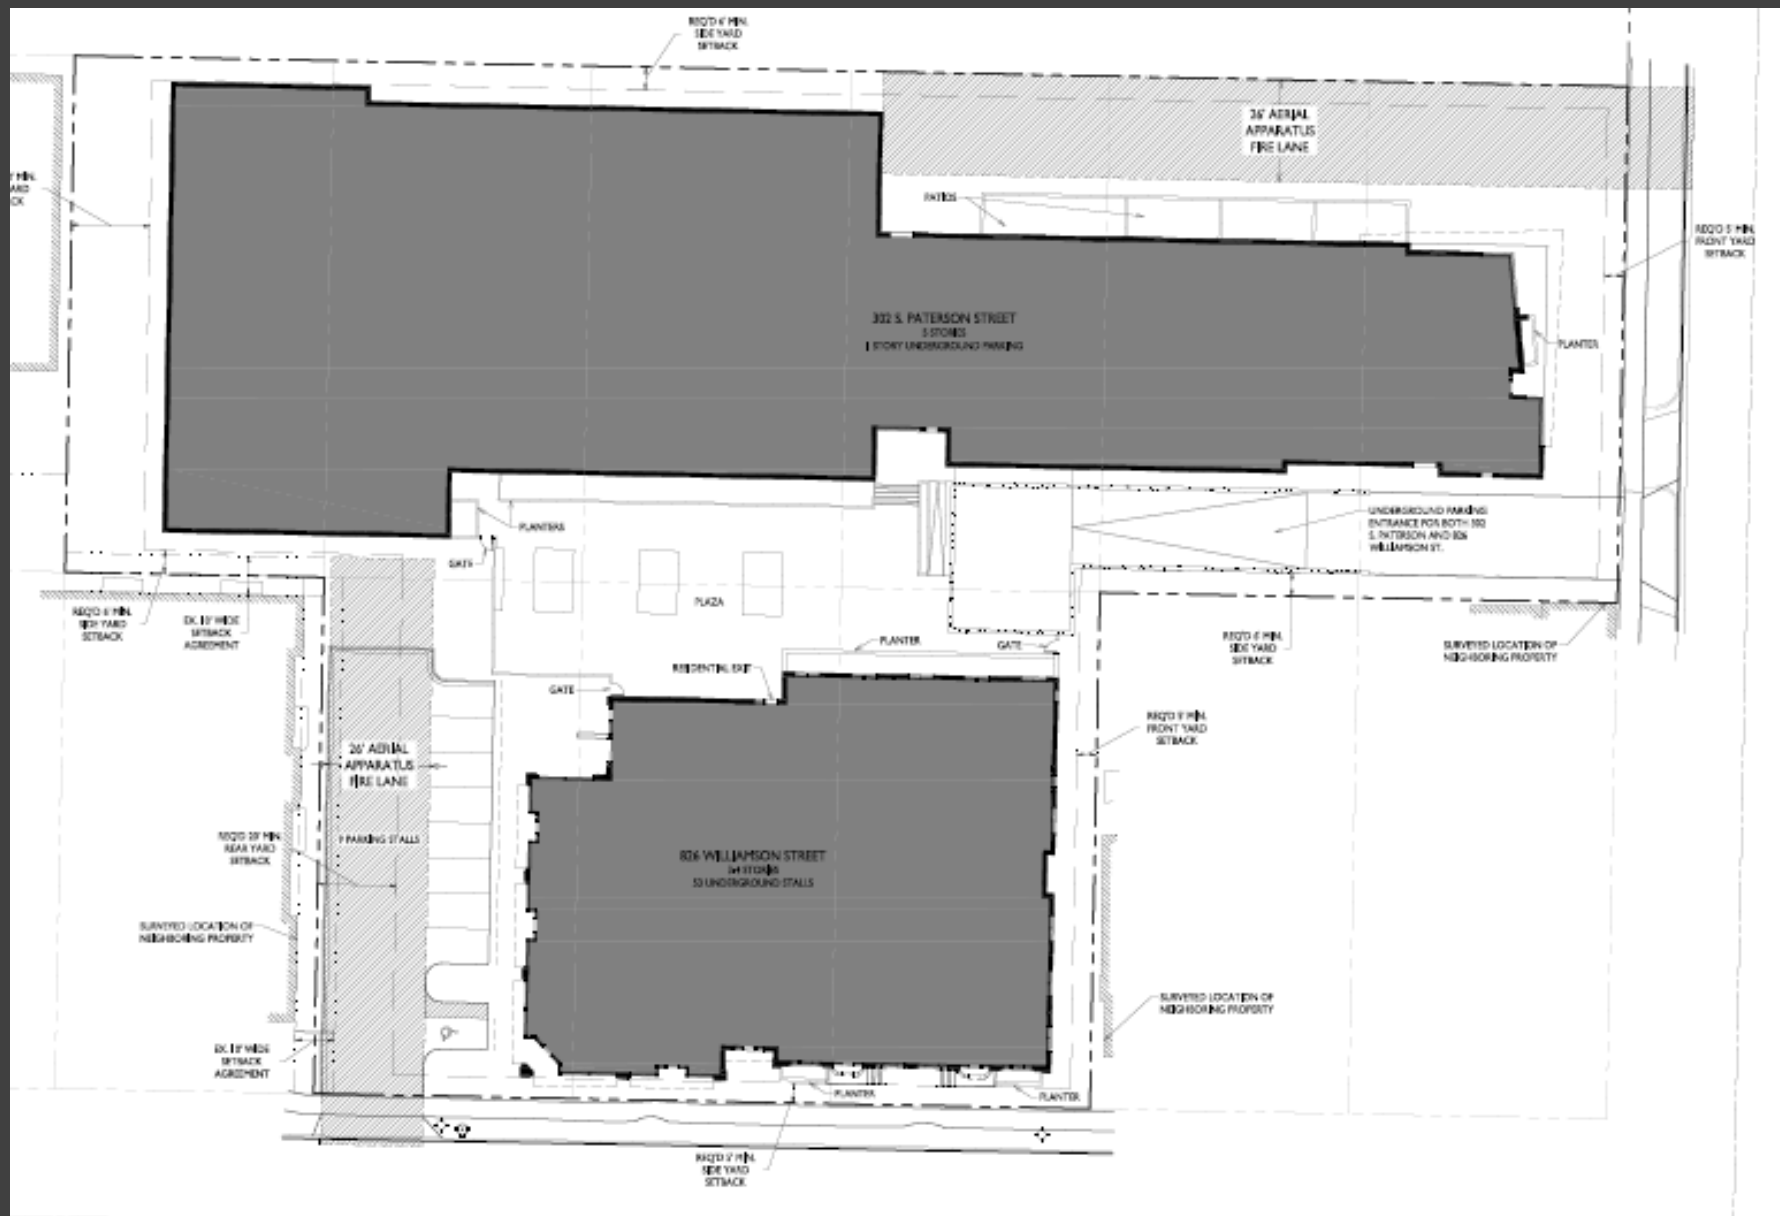 REQ'D 6' MIN.
SIDE YARD
SETBACK
26' AERIAL
APPARATUS
FIRE LANE
MIN.
PATIOS
REQ'D 5' MIN.
FRONT YARD
SETBACK
302 S. PATERSON STREET
5 STORIES
1 STORY UNDERGROUND PARKING
PLANTER
PLANTERS
GATE
UNDERGROUND PARKING
ENTRANCE FOR BOTH 302
S. PATERSON AND 826
WILLIAMSON ST.
PLAZA
REQ'D 6' MIN.
SIDE YARD
SETBACK
EX. 10' WIDE
SETBACK
AGREEMENT
PLANTER
GATE
REQ'D 6' MIN.
SIDE YARD
SETBACK
SURVEYED LOCATION OF
NEIGHBORING PROPERTY
RESIDENTIAL EXIT
GATE
REQ'D 5' MIN.
FRONT YARD
SETBACK
26' AERIAL
APPARATUS
FIRE LANE
REQ'D 20' MIN.
REAR YARD
SETBACK
9 PARKING STALLS
826 WILLIAMSON STREET
STORIES
53 UNDERGROUND STALLS
SURVEYED LOCATION OF
NEIGHBORING PROPERTY
SURVEYED LOCATION OF
NEIGHBORING PROPERTY
EX. 10' WIDE
SETBACK
AGREEMENT
PLANTER
PLANTER
REQ'D 5' MIN.
SIDE YARD
SETBACK